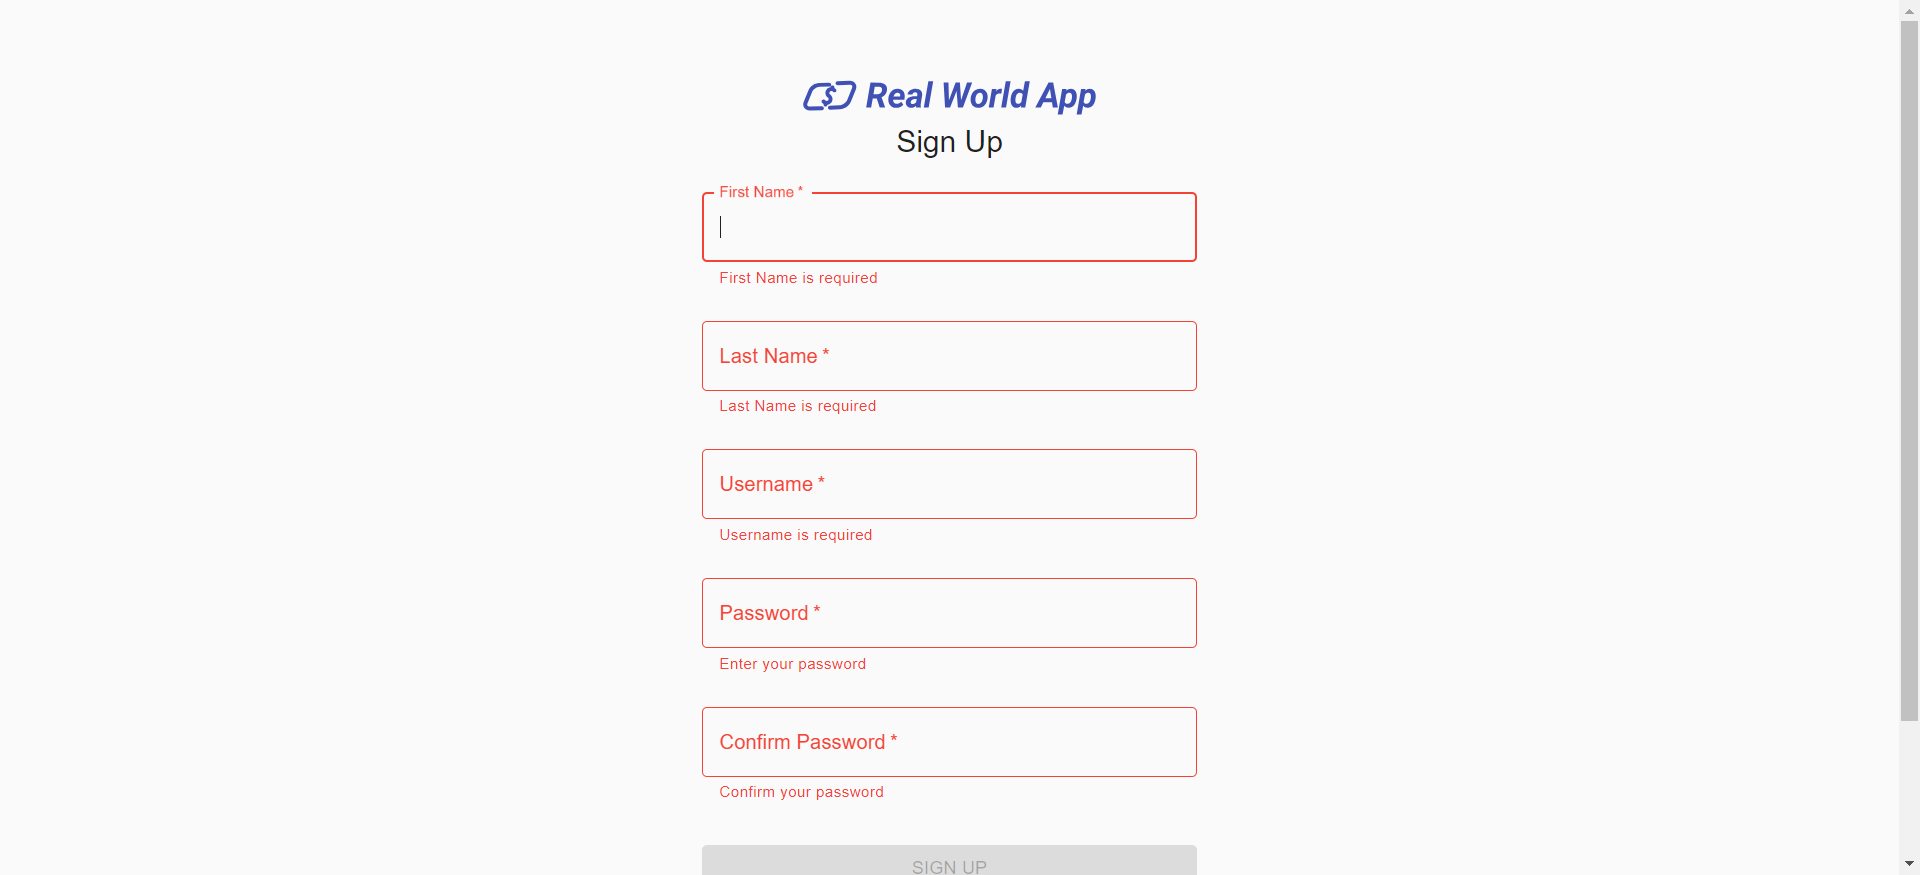 Real World App
Sign Up
First Name *
First Name is required
Last Name *
Last Name is required
Username *
Username is required
Password *
Enter your password
Confirm Password *
Confirm your password
SIGN UP